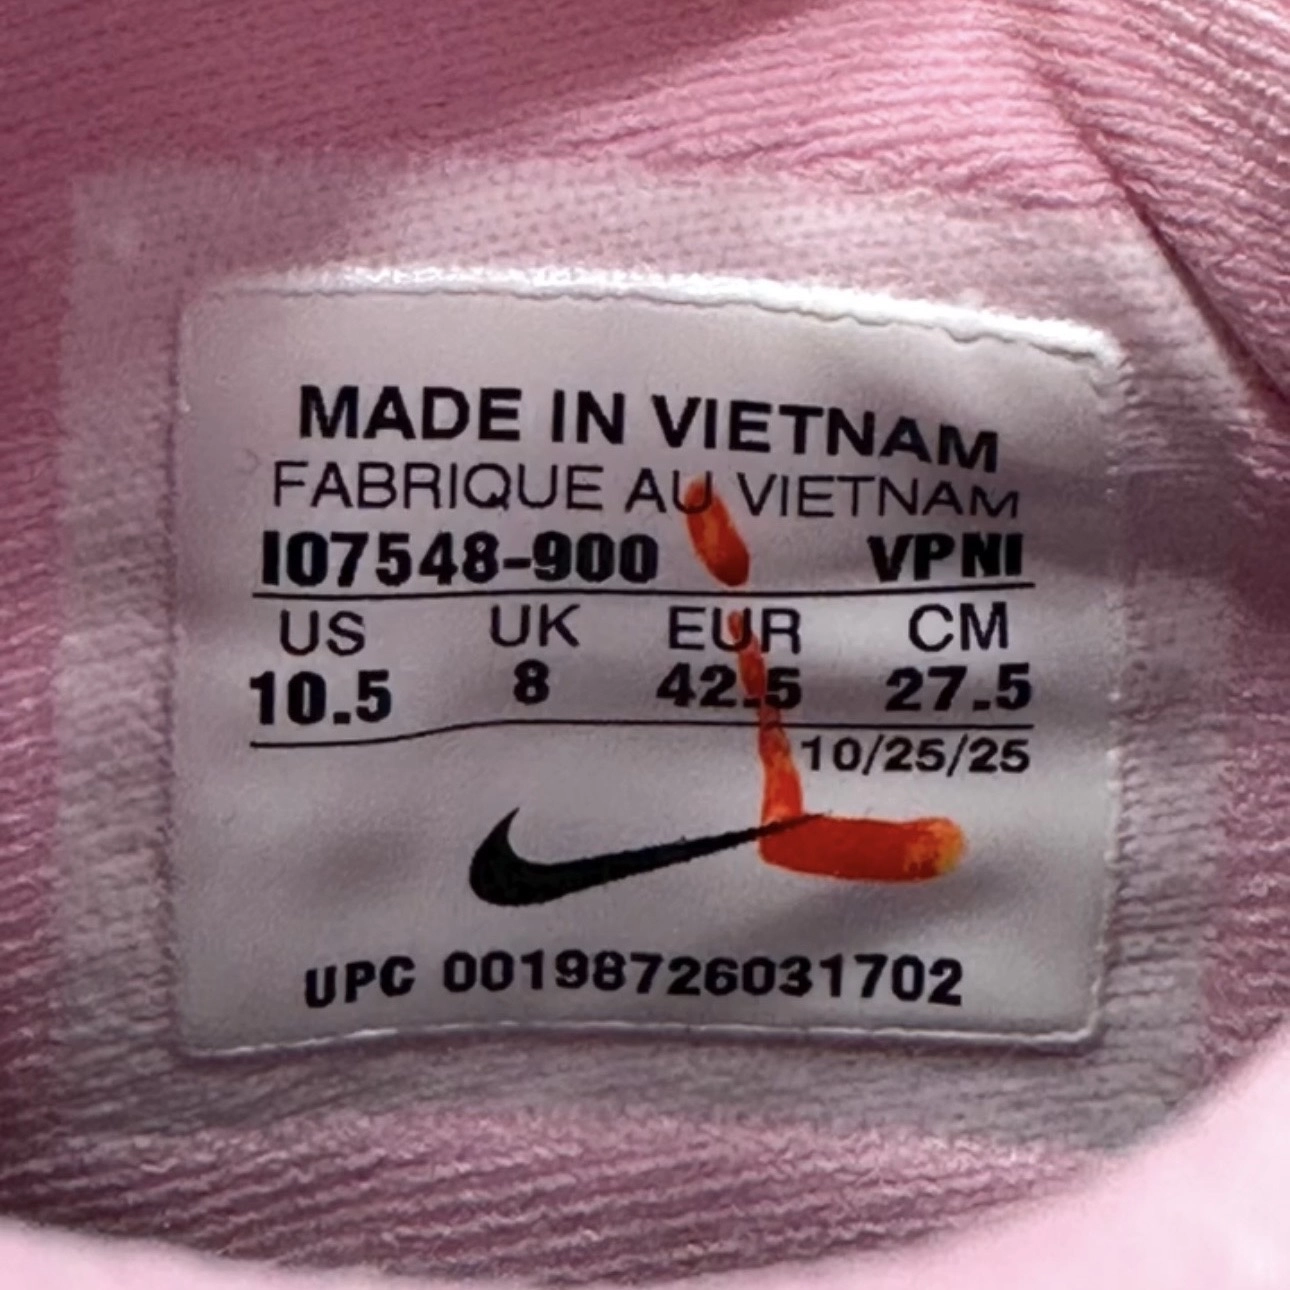 MADE IN VIETNAM
FABRIQUE AU VIETNAM
IO7548-900 VPNI
US UK EUR CM
10.5 8 42.5 27.5
10/25/25
UPC 00198726031702